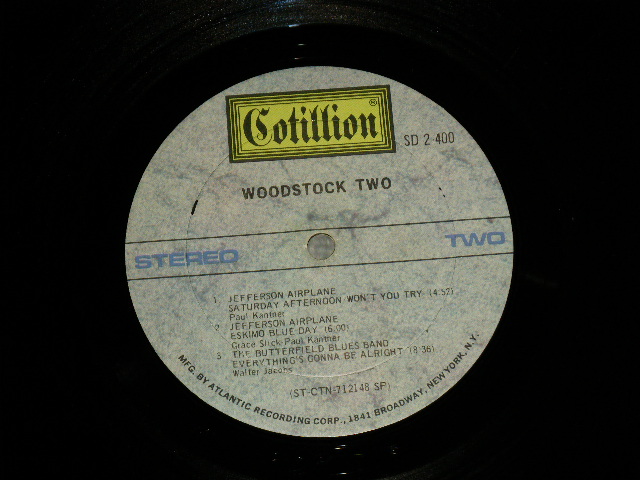 Cotillion®
SD 2-400
WOODSTOCK TWO
STEREO
TWO
1 JEFFERSON AIRPLANE
SATURDAY AFTERNOON WON'T YOU TRY (4:52)
Paul Kantner
2 JEFFERSON AIRPLANE
ESKIMO BLUE DAY (6:00)
Grace Slick-Paul Kantner
3 THE BUTTERFIELD BLUES BAND
EVERYTHING'S GONNA BE ALRIGHT (8:36)
Walter Jacobs
(ST-CTN-712148 SP)
MFG. BY ATLANTIC RECORDING CORP., 1841 BROADWAY, NEW YORK, N.Y.